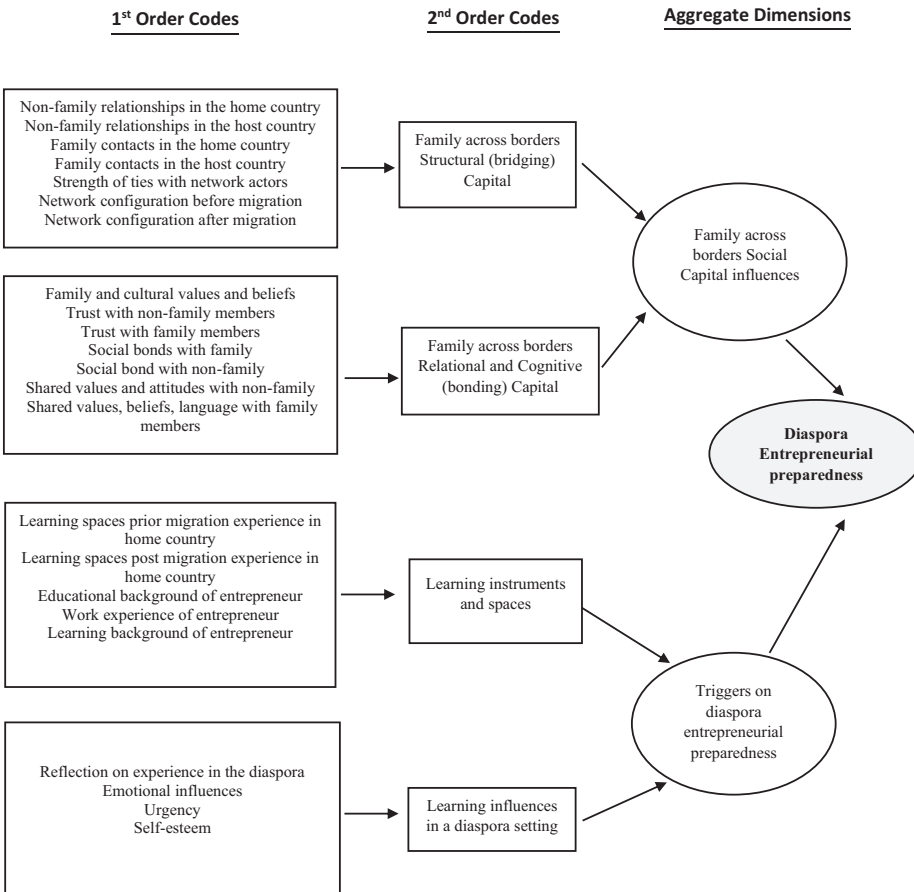 1st Order Codes
2nd Order Codes
Aggregate Dimensions
Non-family relationships in the home country
Non-family relationships in the host country
Family contacts in the home country
Family contacts in the host country
Strength of ties with network actors
Network configuration before migration
Network configuration after migration
Family across borders
Structural (bridging)
Capital
Family across
borders Social
Capital influences
Family and cultural values and beliefs
Trust with non-family members
Trust with family members
Social bonds with family
Social bond with non-family
Shared values and attitudes with non-family
Shared values, beliefs, language with family
members
Family across borders
Relational and Cognitive
(bonding) Capital
Diaspora
Entrepreneurial
preparedness
Learning spaces prior migration experience in
home country
Learning spaces post migration experience in
home country
Educational background of entrepreneur
Work experience of entrepreneur
Learning background of entrepreneur
Learning instruments
and spaces
Triggers on
diaspora
entrepreneurial
preparedness
Reflection on experience in the diaspora
Emotional influences
Urgency
Self-esteem
Learning influences
in a diaspora setting